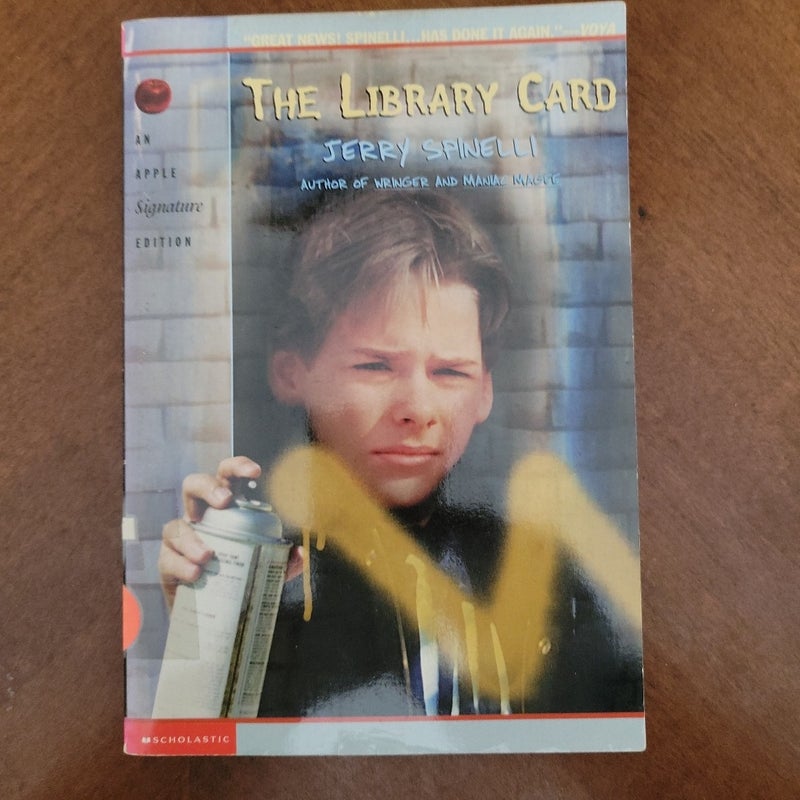 "GREAT NEWS! SPINELLI...HAS DONE IT AGAIN."—VOYA
THE LIBRARY CARD
JERRY SPINELLI
AUTHOR OF WRINGER AND MANIAC MAGEE
AN
APPLE
Signature
EDITION
SCHOLASTIC